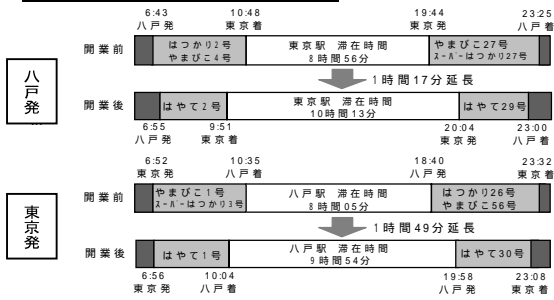 6:43 10:48 19:44 23:25
八戸発 東京着 東京発 八戸着
開業前 はつかり2号 やまびこ4号 東京駅 滞在時間 8時間56分 やまびこ27号 スーパーはつかり27号
八戸発
1時間17分延長
開業後 はやて2号 東京駅 滞在時間 10時間13分 はやて29号
6:55 9:51 20:04 23:00
八戸発 東京着 東京発 八戸着
6:52 10:35 18:40 23:32
東京発 八戸着 八戸発 東京着
開業前 やまびこ1号 スーパーはつかり3号 八戸駅 滞在時間 8時間05分 はつかり26号 やまびこ56号
東京発
1時間49分延長
開業後 はやて1号 八戸駅 滞在時間 9時間54分 はやて30号
6:56 10:04 19:58 23:08
東京発 八戸着 八戸発 東京着